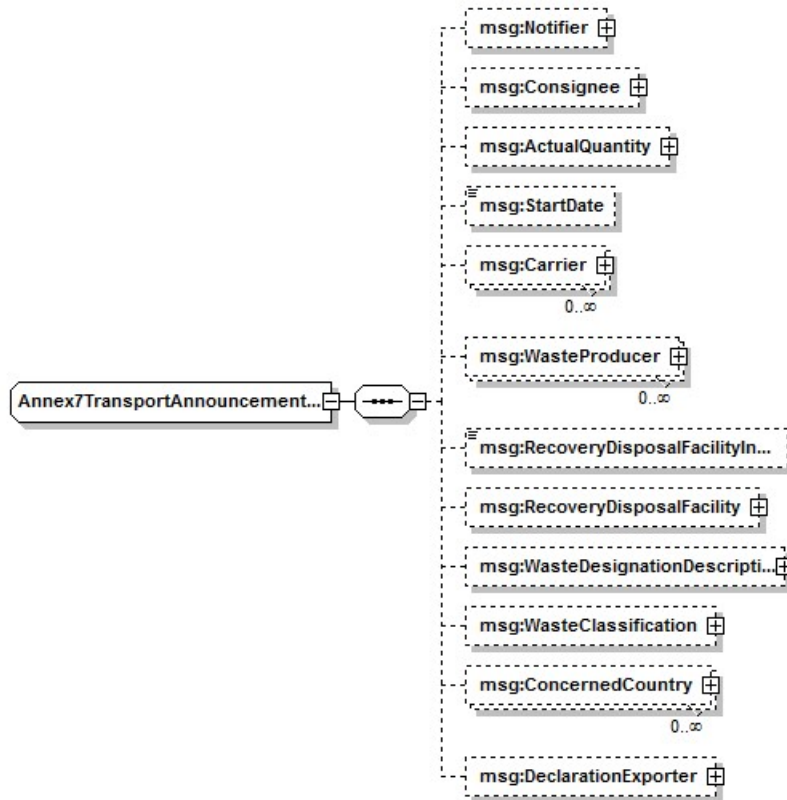 msg:Notifier
msg:Consignee
msg:ActualQuantity
msg:StartDate
msg:Carrier
0..∞
msg:WasteProducer
0..∞
Annex7TransportAnnouncement...
msg:RecoveryDisposalFacilityIn...
msg:RecoveryDisposalFacility
msg:WasteDesignationDescripti...
msg:WasteClassification
msg:ConcernedCountry
0..∞
msg:DeclarationExporter